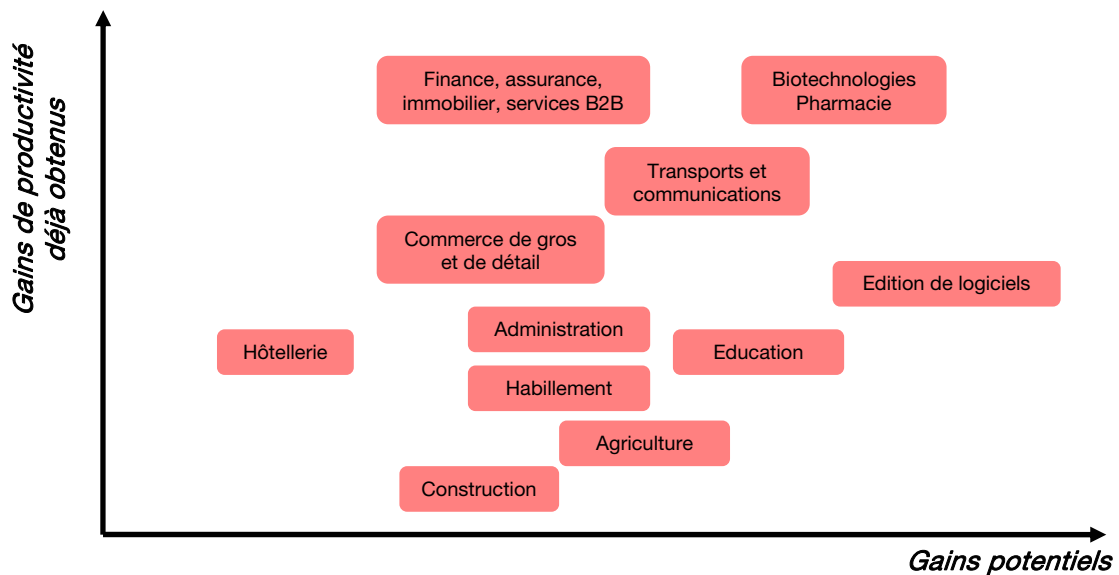 Gains de productivité
déjà obtenus
Finance, assurance,
immobilier, services B2B
Biotechnologies
Pharmacie
Transports et
communications
Commerce de gros
et de détail
Edition de logiciels
Administration
Hôtellerie
Education
Habillement
Agriculture
Construction
Gains potentiels